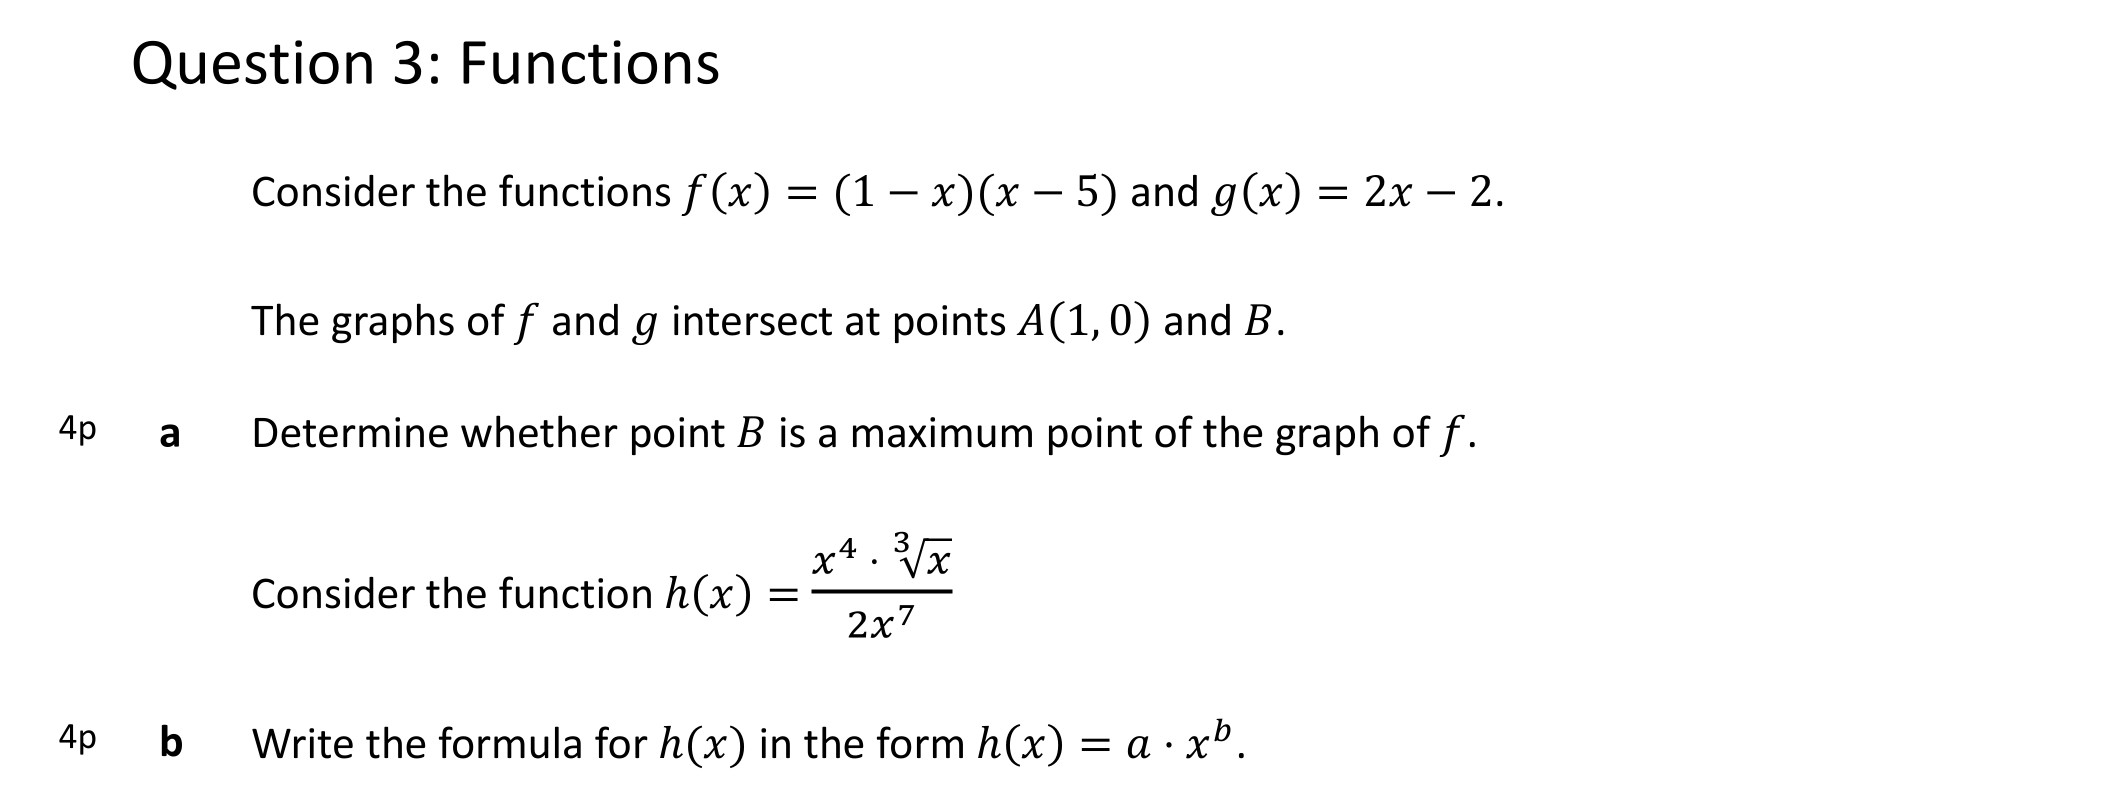 Question 3: Functions
Consider the functions f(x) = (1 − x)(x − 5) and g(x) = 2x − 2.
The graphs of f and g intersect at points A(1, 0) and B.
4p a Determine whether point B is a maximum point of the graph of f.
Consider the function h(x) = \frac{x^4 · \sqrt[3]{x}}{2x^7}
4p b Write the formula for h(x) in the form h(x) = a · x^b.